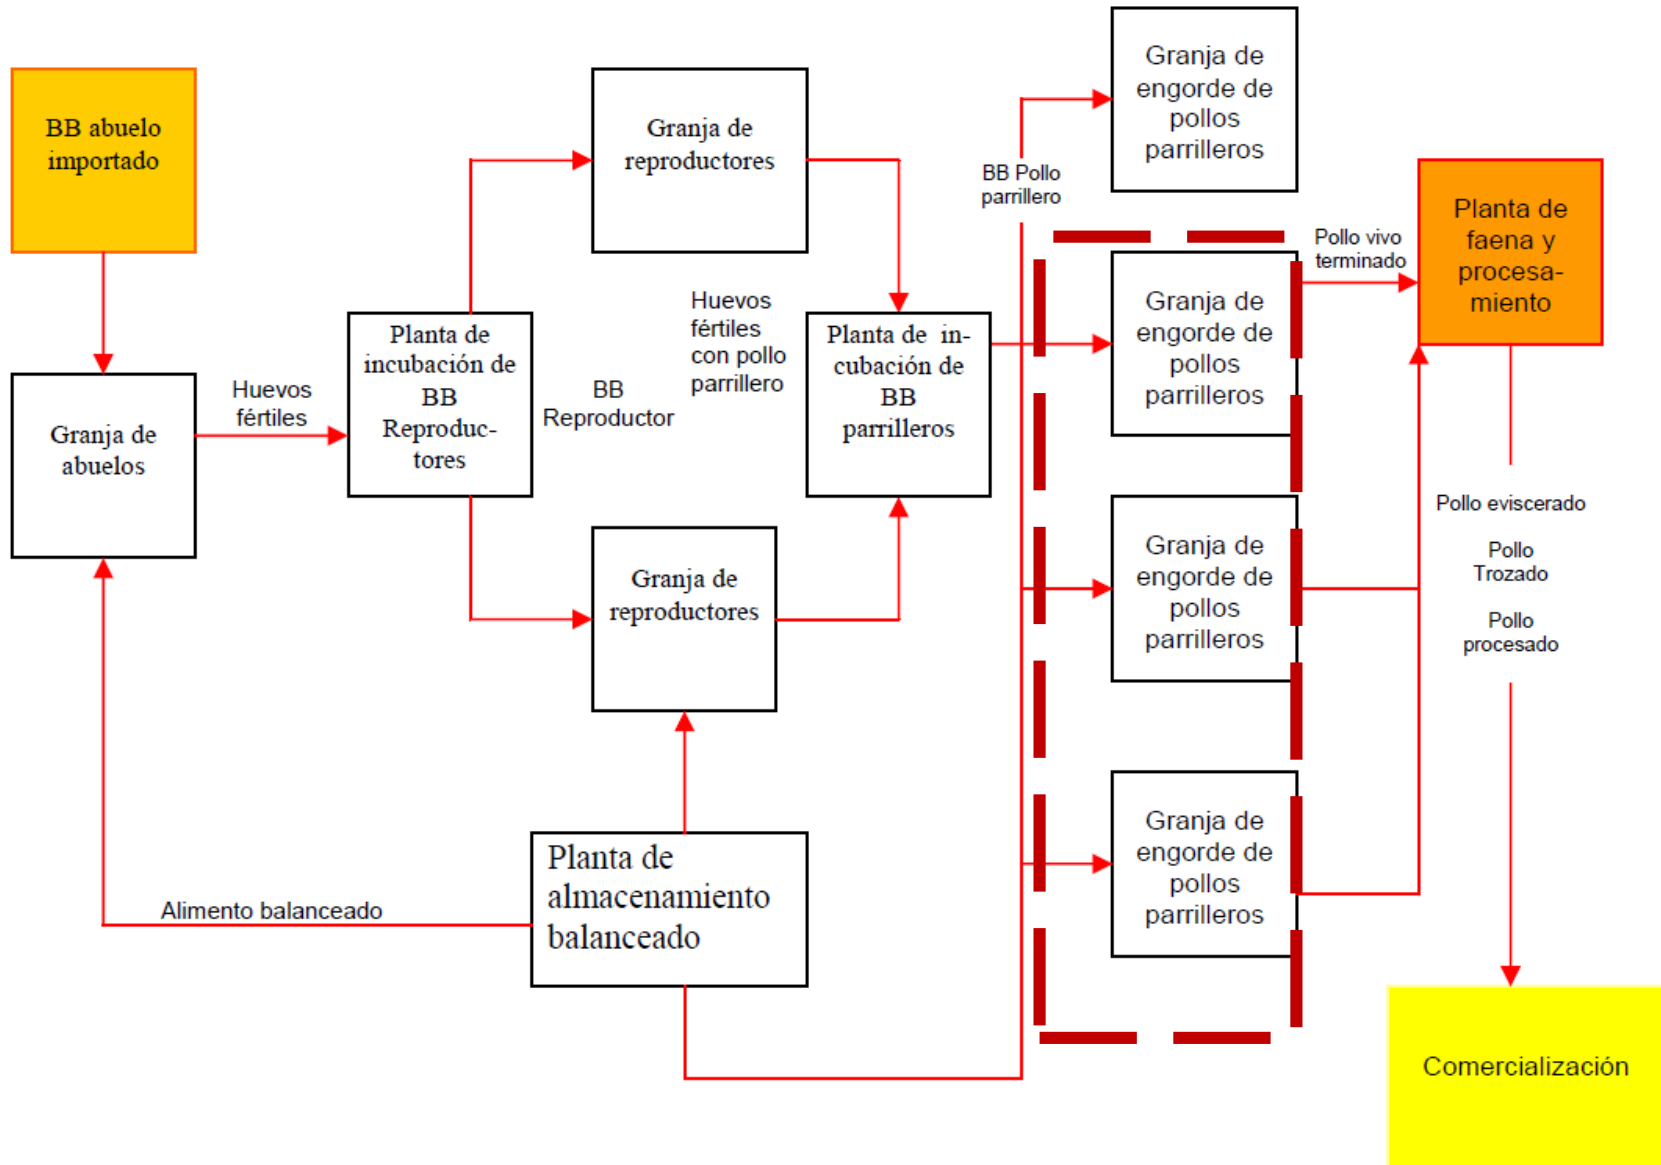 BB abuelo
importado
Granja de
abuelos
Huevos
fértiles
Planta de
incubación de
BB
Reproduc-
tores
Granja de
reproductores
BB
Reproductor
Granja de
reproductores
Huevos
fértiles
con pollo
parrillero
Planta de in-
cubación de
BB
parrilleros
Alimento balanceado
Planta de
almacenamiento
balanceado
BB Pollo
parrillero
Granja de
engorde de
pollos
parrilleros
Granja de
engorde de
pollos
parrilleros
Granja de
engorde de
pollos
parrilleros
Granja de
engorde de
pollos
parrilleros
Pollo vivo
terminado
Planta de
faena y
procesa-
miento
Pollo eviscerado
Pollo
Trozado
Pollo
procesado
Comercialización